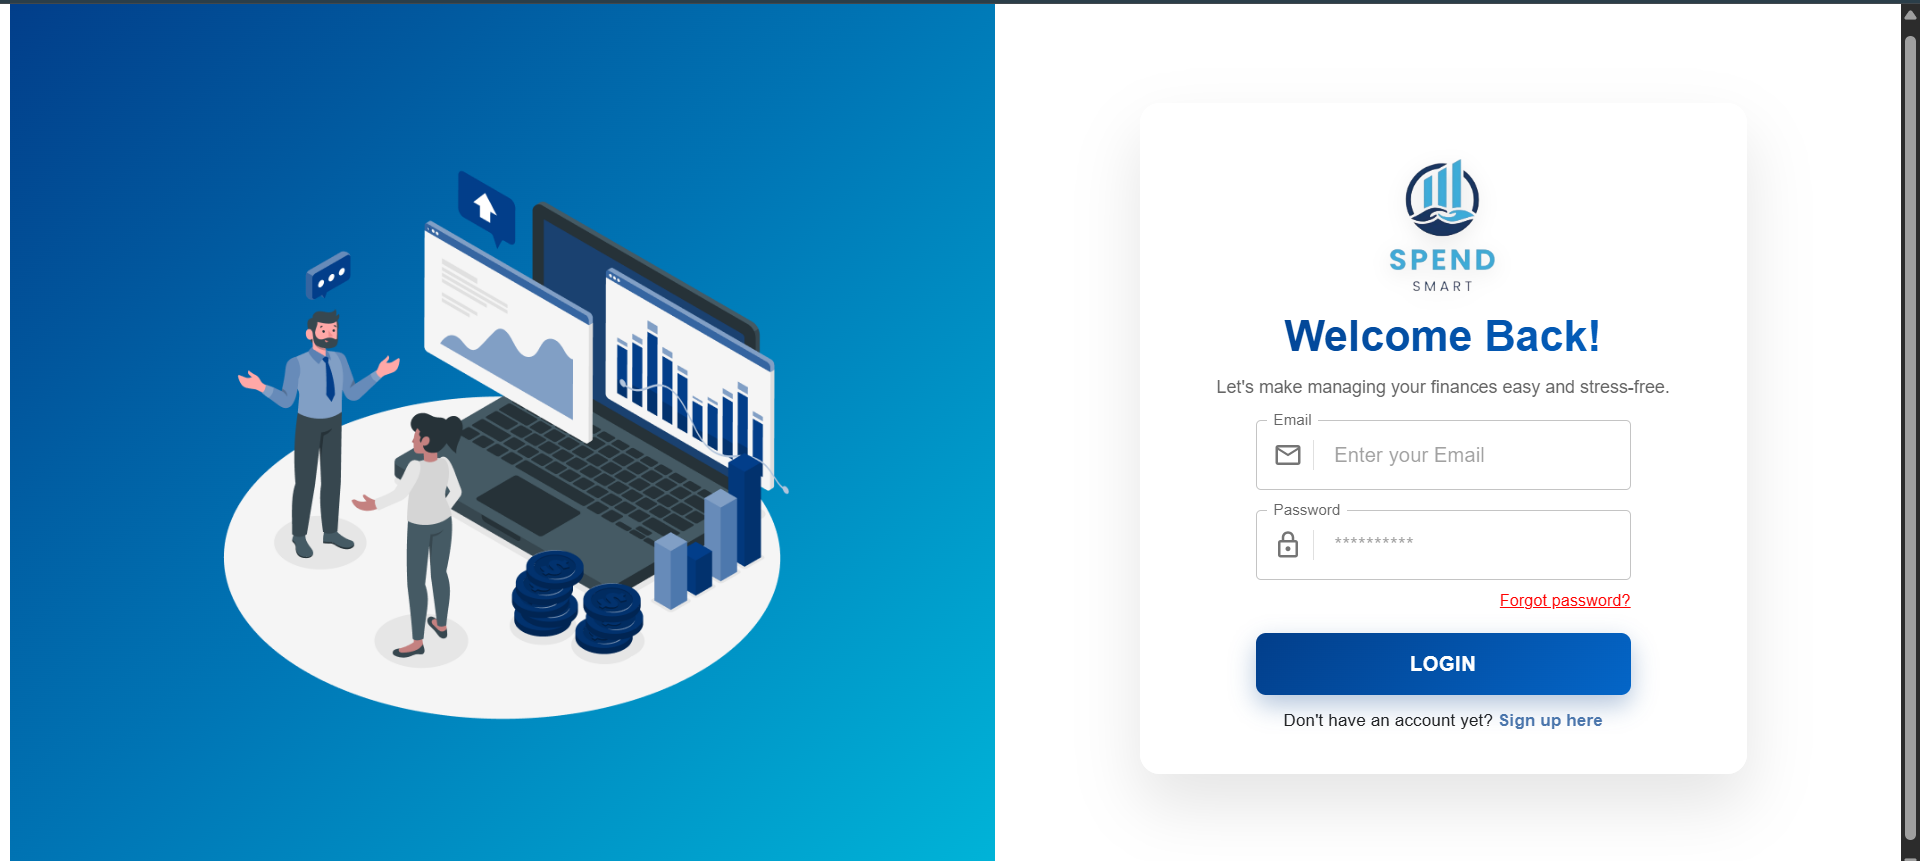 SPEND
SMART
Welcome Back!
Let's make managing your finances easy and stress-free.
Email
Enter your Email
Password
**********
Forgot password?
LOGIN
Don't have an account yet? Sign up here